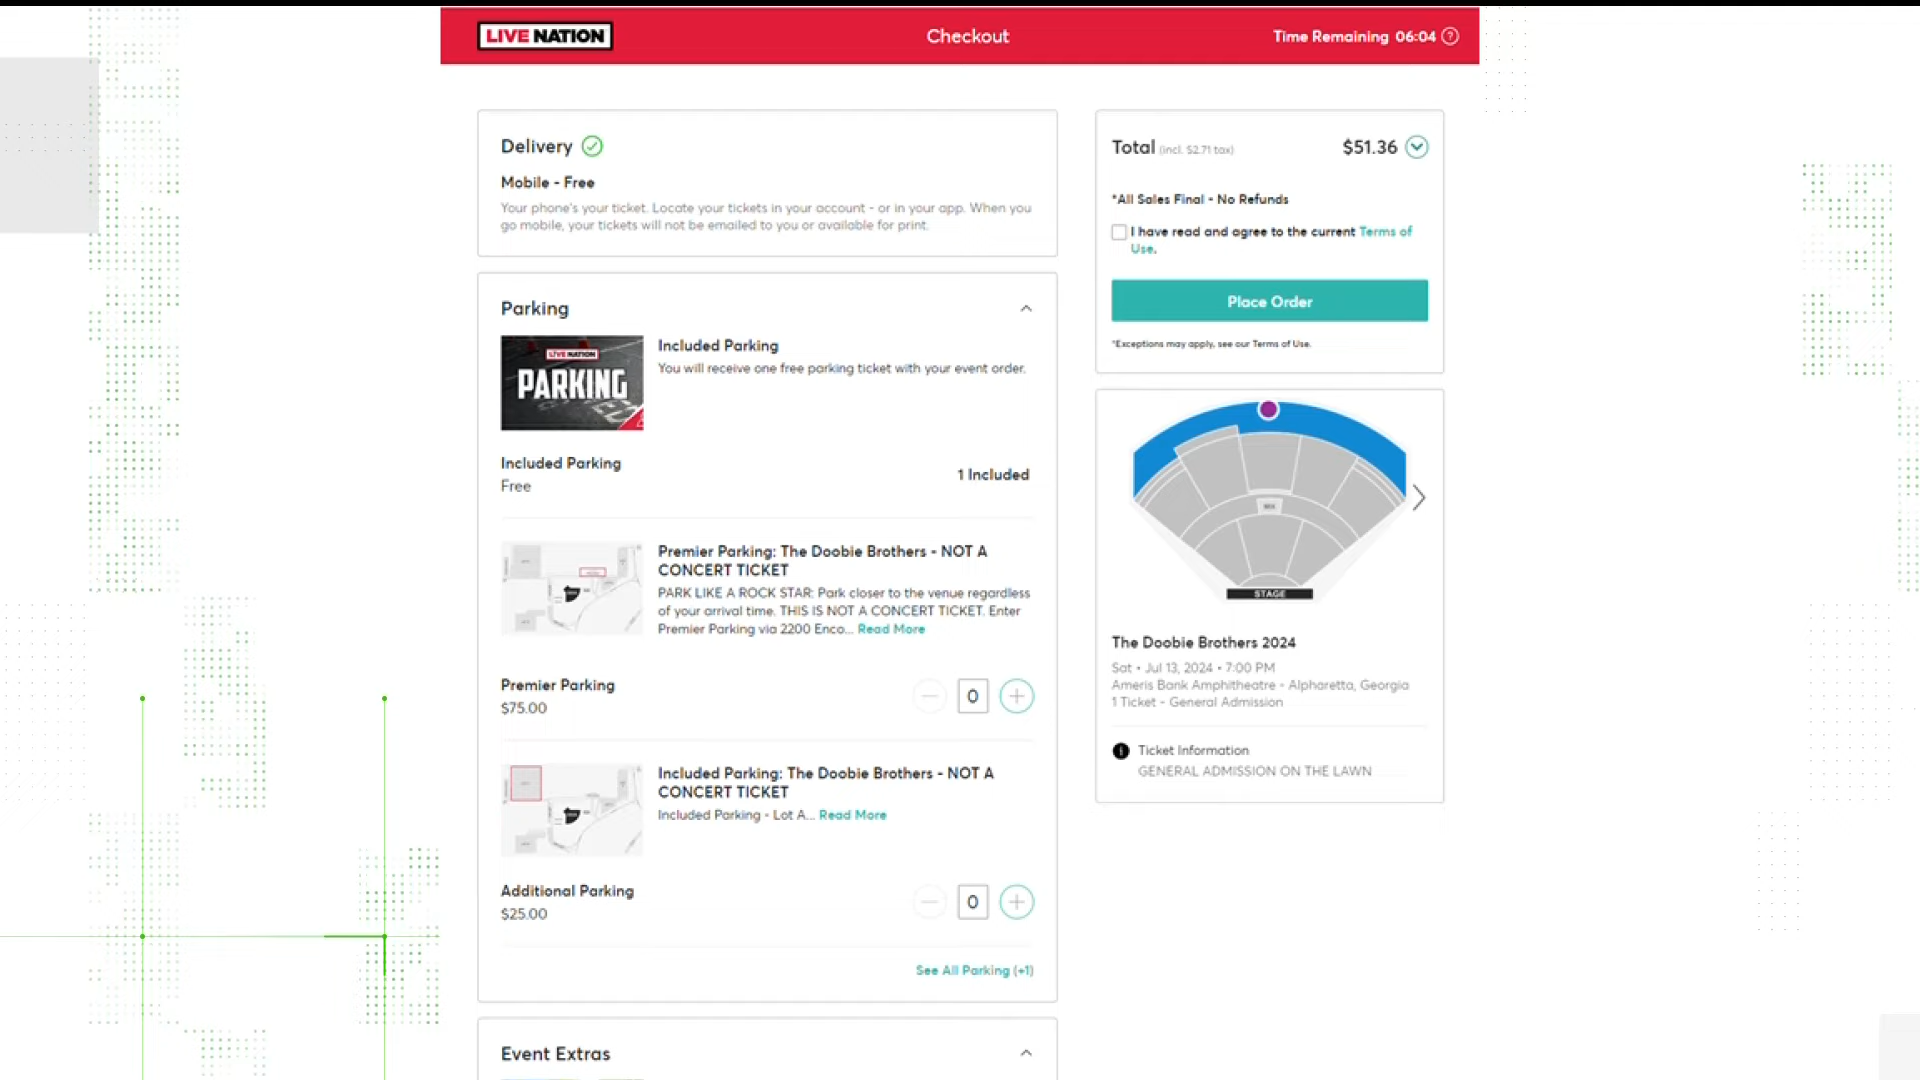 LIVE NATION
Checkout
Time Remaining 06:04 ?
Delivery
Mobile - Free
Your phone's your ticket. Locate your tickets in your account - or in your app. When you
go mobile, your tickets will not be emailed to you or available for print.
Parking
LIVE NATION
PARKING
Included Parking
You will receive one free parking ticket with your event order.
Included Parking
Free
1 Included
Premier Parking: The Doobie Brothers - NOT A
CONCERT TICKET
PARK LIKE A ROCK STAR: Park closer to the venue regardless
of your arrival time. THIS IS NOT A CONCERT TICKET. Enter
Premier Parking via 2200 Enco... Read More
Premier Parking
$75.00
0
Included Parking: The Doobie Brothers - NOT A
CONCERT TICKET
Included Parking - Lot A... Read More
Additional Parking
$25.00
0
See All Parking (+1)
Event Extras
Total (incl. $2.71 tax)
$51.36
*All Sales Final - No Refunds
I have read and agree to the current Terms of
Use.
Place Order
*Exceptions may apply, see our Terms of Use.
MIX
STAGE
The Doobie Brothers 2024
Sat • Jul 13, 2024 • 7:00 PM
Ameris Bank Amphitheatre - Alpharetta, Georgia
1 Ticket - General Admission
Ticket Information
GENERAL ADMISSION ON THE LAWN